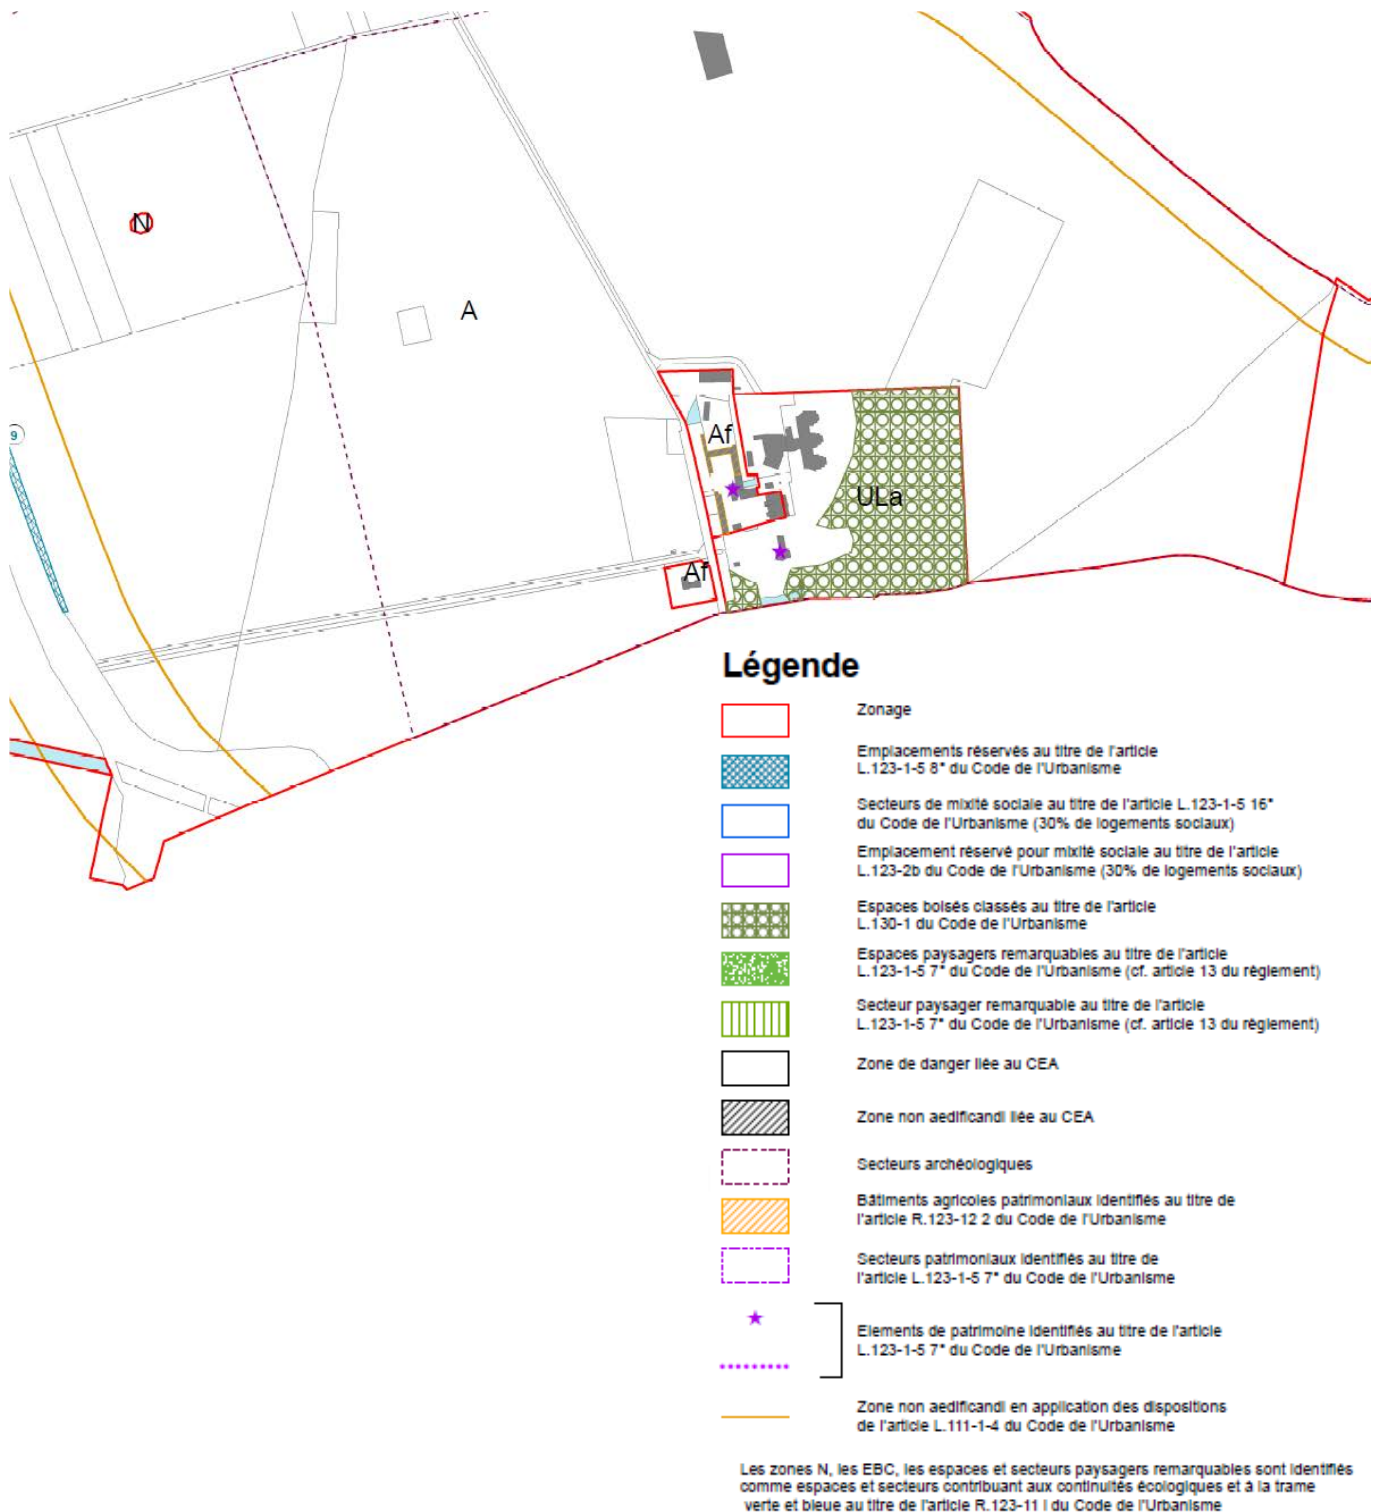 N
A
9
Af
ULa
Af
Légende
Zonage
Emplacements réservés au titre de l'article
L.123-1-5 8° du Code de l'Urbanisme
Secteurs de mixité sociale au titre de l'article L.123-1-5 16°
du Code de l'Urbanisme (30% de logements sociaux)
Emplacement réservé pour mixité sociale au titre de l'article
L.123-2b du Code de l'Urbanisme (30% de logements sociaux)
Espaces boisés classés au titre de l'article
L.130-1 du Code de l'Urbanisme
Espaces paysagers remarquables au titre de l'article
L.123-1-5 7° du Code de l'Urbanisme (cf. article 13 du règlement)
Secteur paysager remarquable au titre de l'article
L.123-1-5 7° du Code de l'Urbanisme (cf. article 13 du règlement)
Zone de danger liée au CEA
Zone non aedificandi liée au CEA
Secteurs archéologiques
Bâtiments agricoles patrimoniaux identifiés au titre de
l'article R.123-12 2 du Code de l'Urbanisme
Secteurs patrimoniaux identifiés au titre de
l'article L.123-1-5 7° du Code de l'Urbanisme
Elements de patrimoine identifiés au titre de l'article
L.123-1-5 7° du Code de l'Urbanisme
Zone non aedificandi en application des dispositions
de l'article L.111-1-4 du Code de l'Urbanisme
Les zones N, les EBC, les espaces et secteurs paysagers remarquables sont identifiés
comme espaces et secteurs contribuant aux continuités écologiques et à la trame
verte et bleue au titre de l'article R.123-11 i du Code de l'Urbanisme